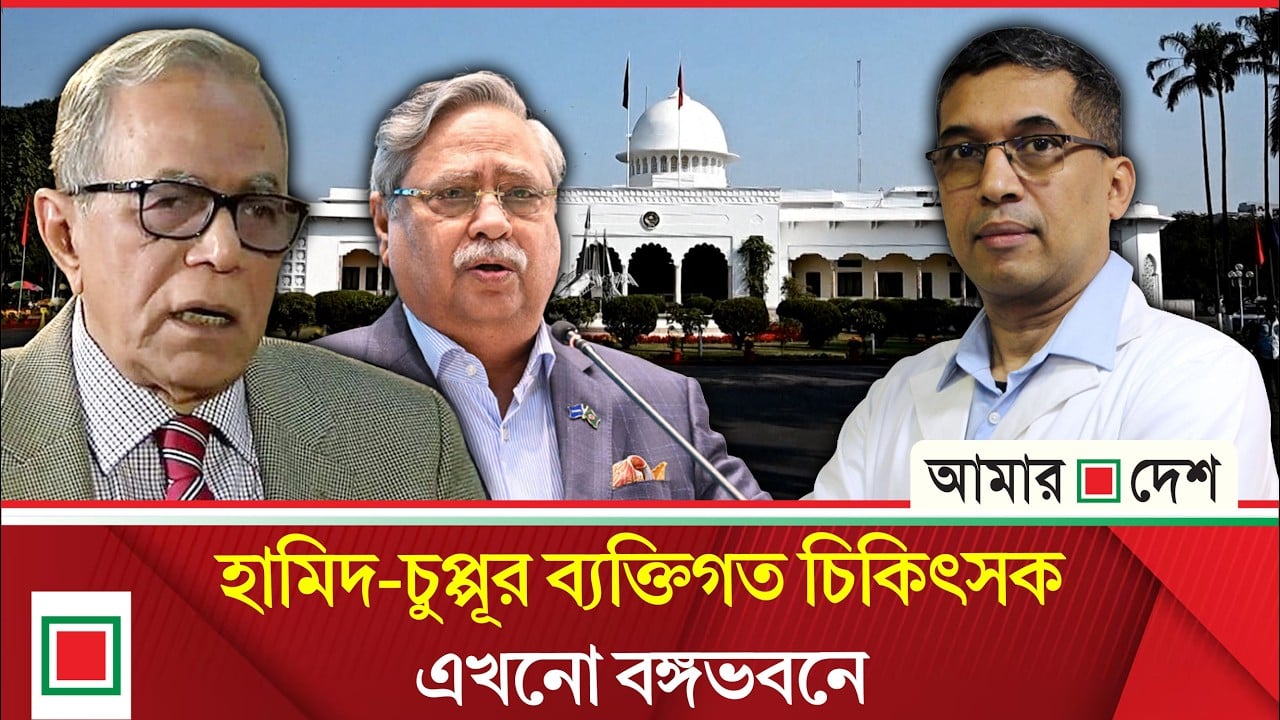 আমার দেশ
হামিদ-চুপ্পূর ব্যক্তিগত চিকিৎসক
এখনো বঙ্গভবনে